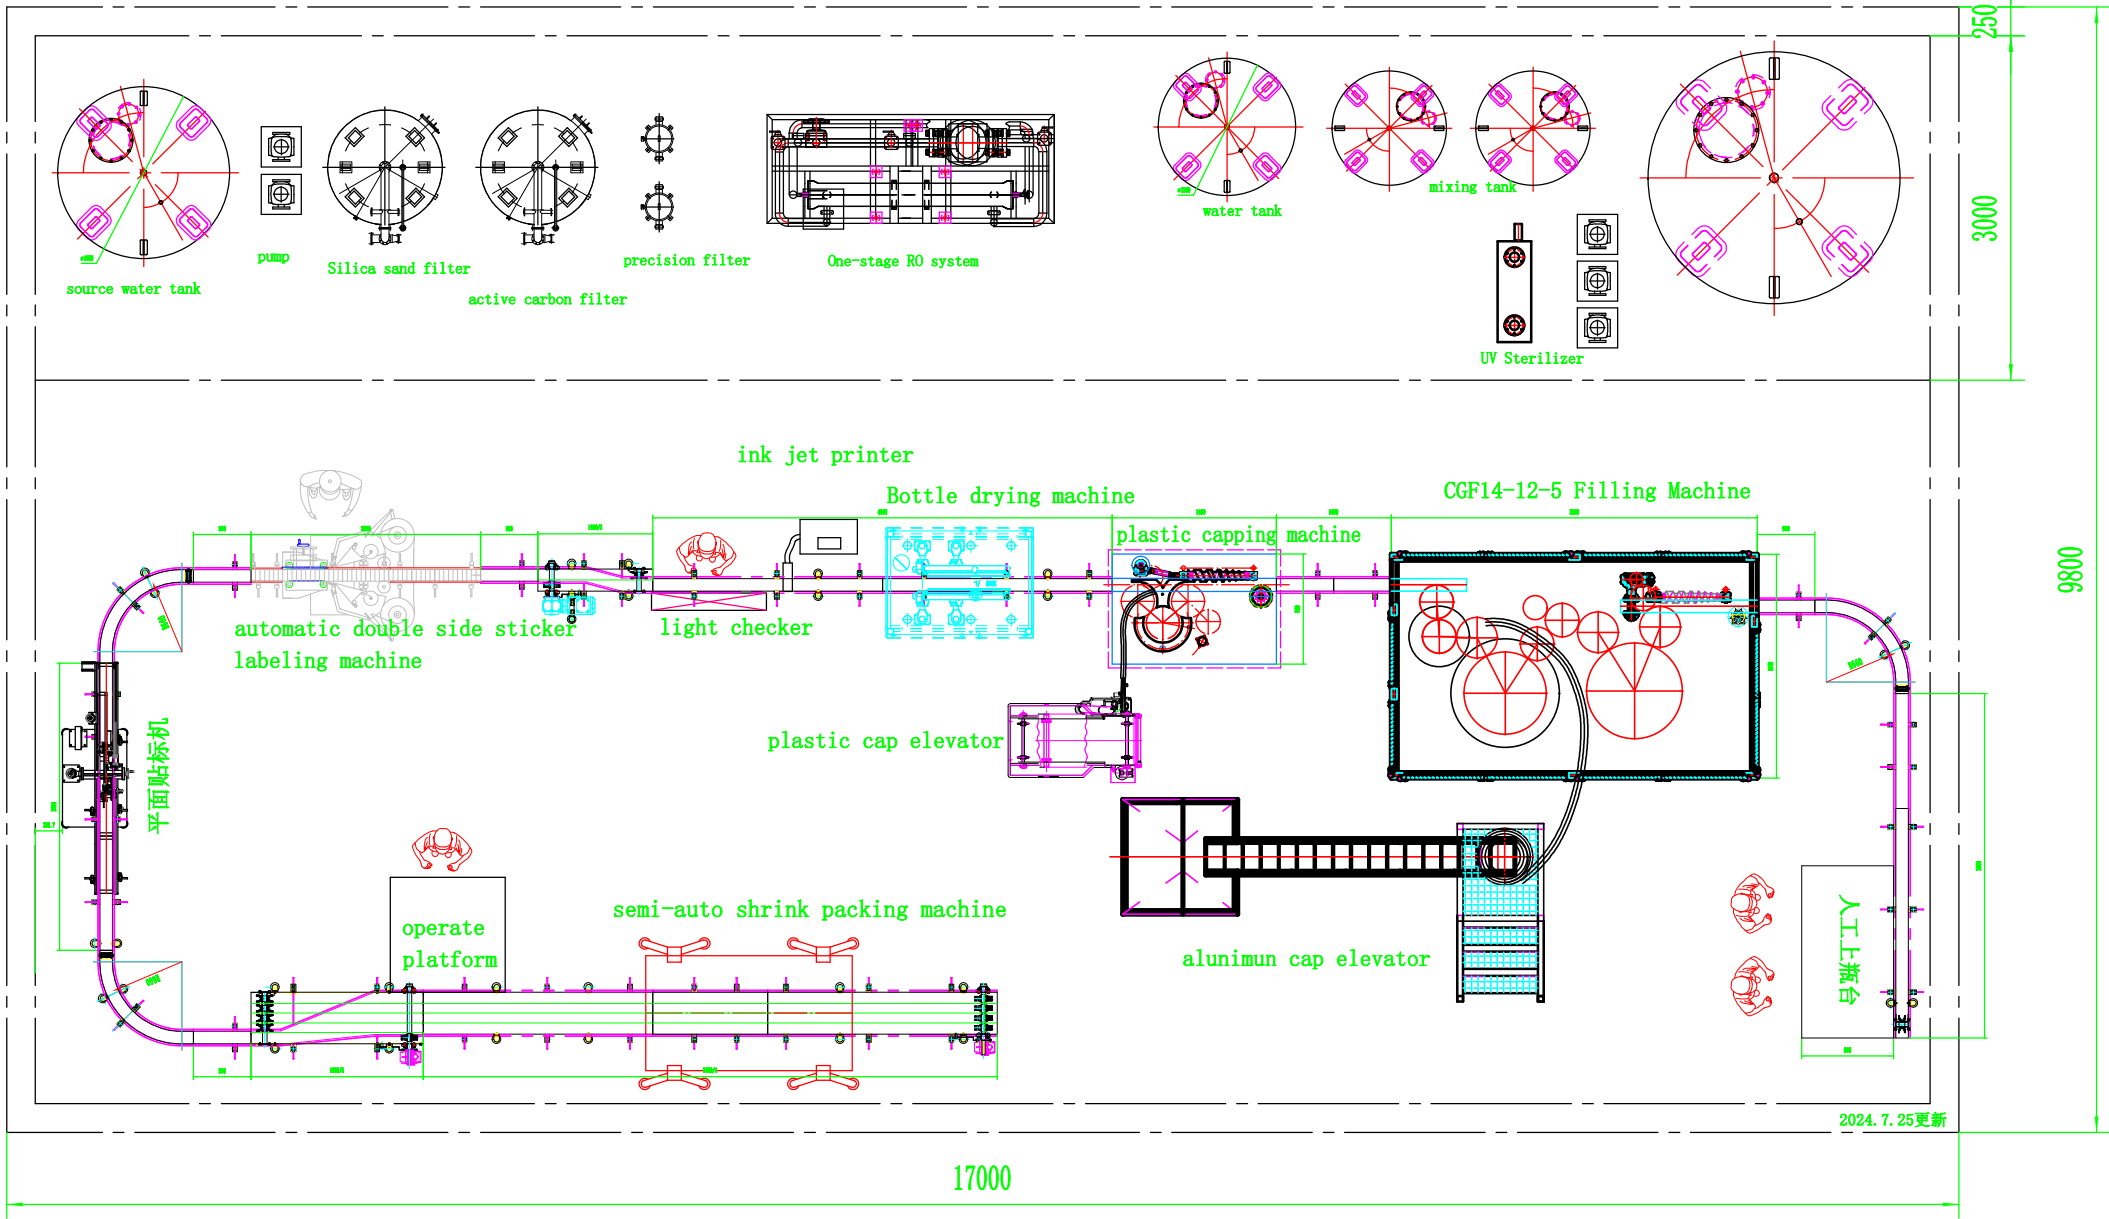 250
3000
9800
source water tank
pump
Silica sand filter
active carbon filter
precision filter
One-stage RO system
water tank
mixing tank
UV Sterilizer
ink jet printer
Bottle drying machine
CGF14-12-5 Filling Machine
plastic capping machine
automatic double side sticker
labeling machine
light checker
平面贴标机
plastic cap elevator
operate
platform
semi-auto shrink packing machine
alunimun cap elevator
人工上瓶台
2024.7.25更新
17000